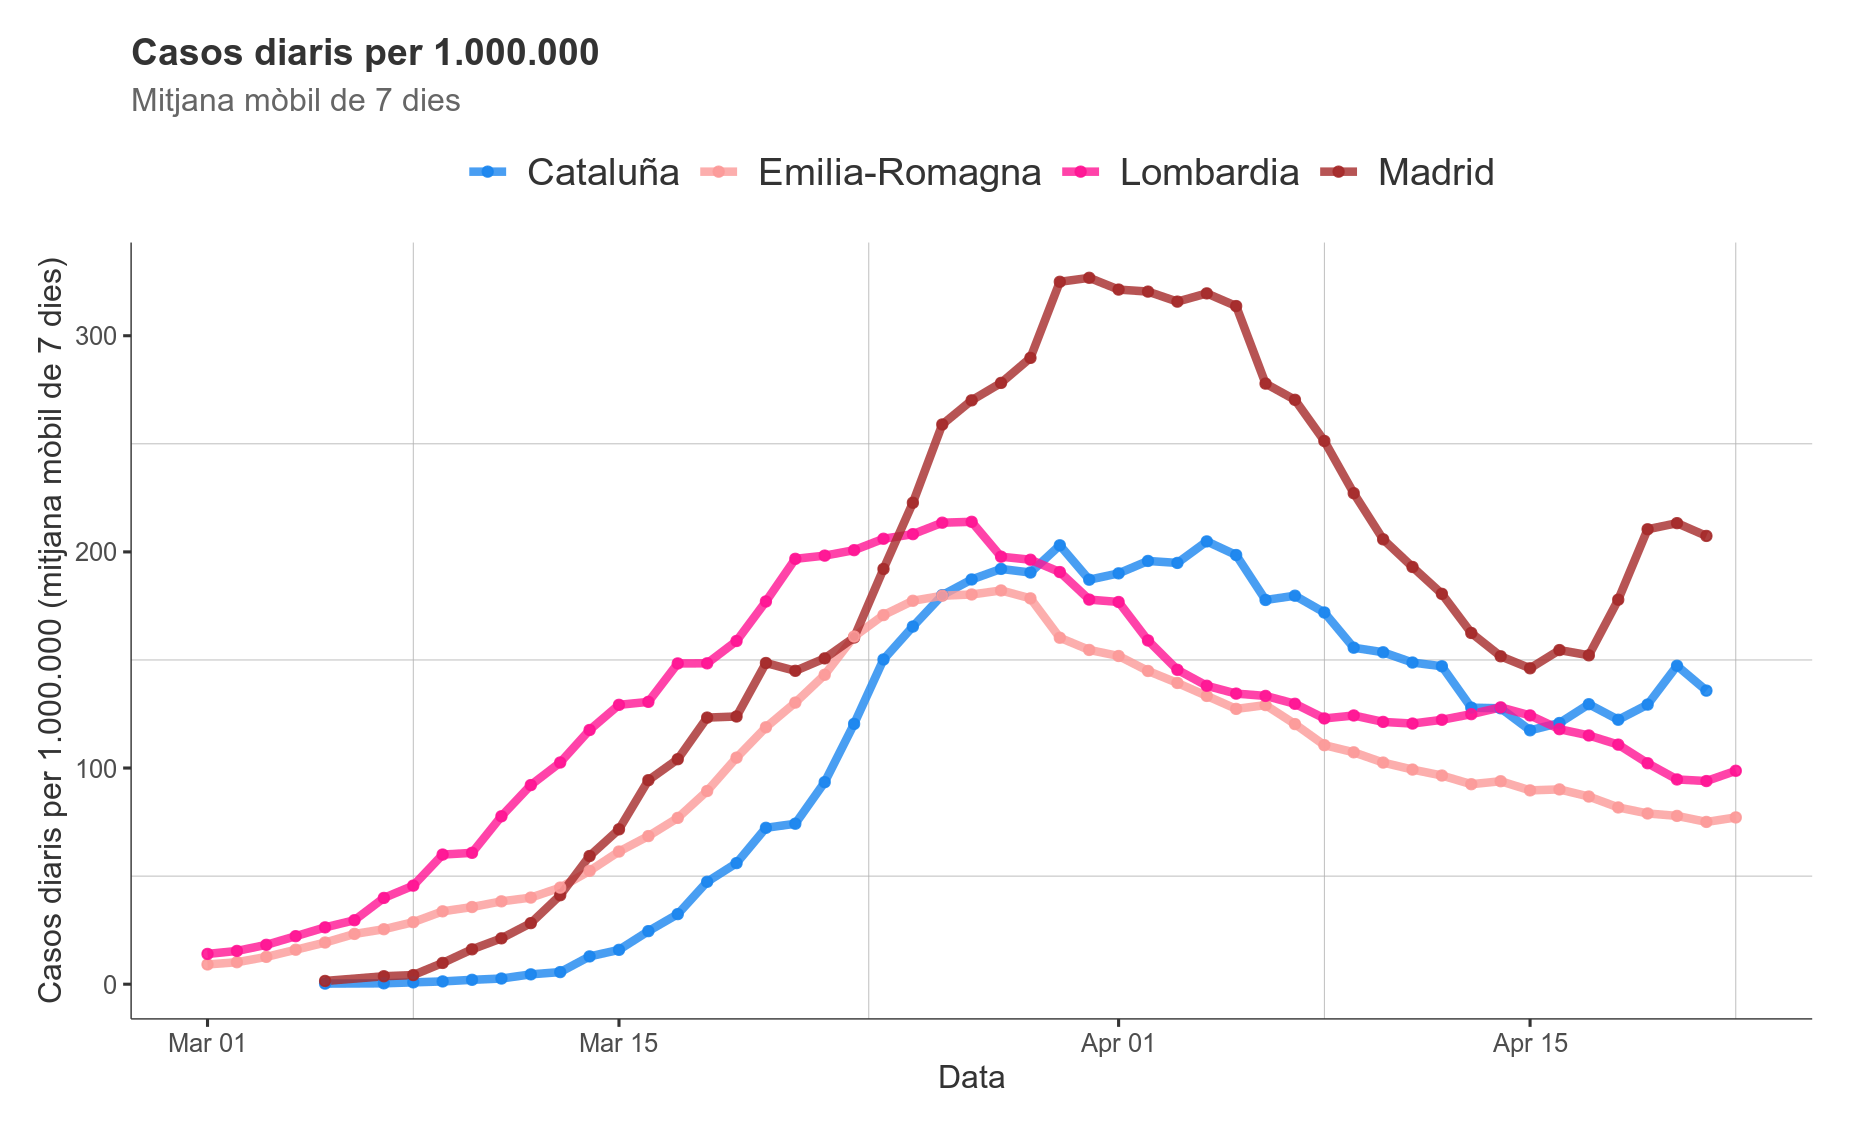 Casos diaris per 1.000.000
Mitjana mòbil de 7 dies
Cataluña Emilia-Romagna Lombardia Madrid
Casos diaris per 1.000.000 (mitjana mòbil de 7 dies)
300
200
100
0
Mar 01 Mar 15 Apr 01 Apr 15
Data